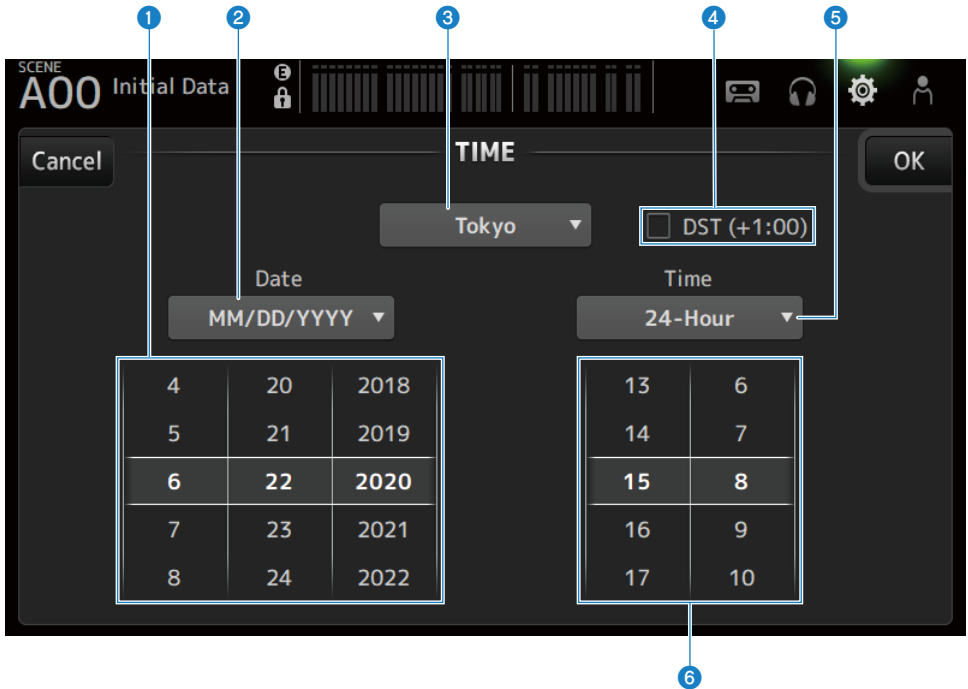 1 2 3 4 5
SCENE
A00 Initial Data E
Cancel TIME OK
Tokyo DST (+1:00)
Date Time
MM/DD/YYYY 24-Hour
4 20 2018 13 6
5 21 2019 14 7
6 22 2020 15 8
7 23 2021 16 9
8 24 2022 17 10
6